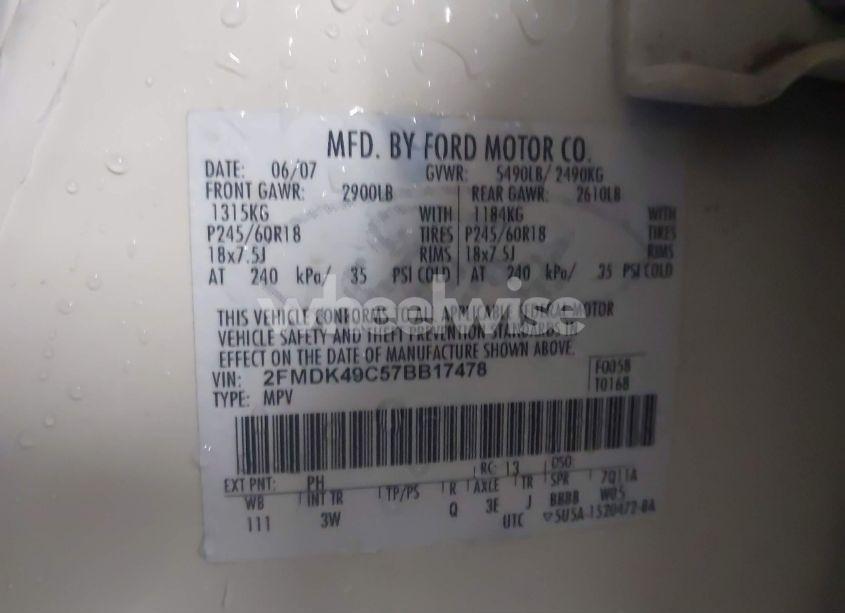 MFD. BY FORD MOTOR CO.
DATE: 06/07 GVWR: 5490LB/ 2490KG
FRONT GAWR: 2900LB REAR GAWR: 2610LB
1315KG WITH 1184KG WITH
P245/60R18 TIRES P245/60R18 TIRES
18x7.5J RIMS 18x7.5J RIMS
AT 240 kPa/ 35 PSI COLD AT 240 kPa/ 35 PSI COLD
wheelwise
THIS VEHICLE CONFORMS TO ALL APPLICABLE FEDERAL MOTOR
VEHICLE SAFETY AND THEFT PREVENTION STANDARDS IN
EFFECT ON THE DATE OF MANUFACTURE SHOWN ABOVE.
VIN: 2FMDK49C57BB17478 F0058
TYPE: MPV T0168
EXT PNT: PH RC: 13 DSO
WB INT TR TP/PS R AXLE TR SPR 7Q11A
111 3W Q 3E J BBBB W05
UTC ▽5U5A-1520472-BA